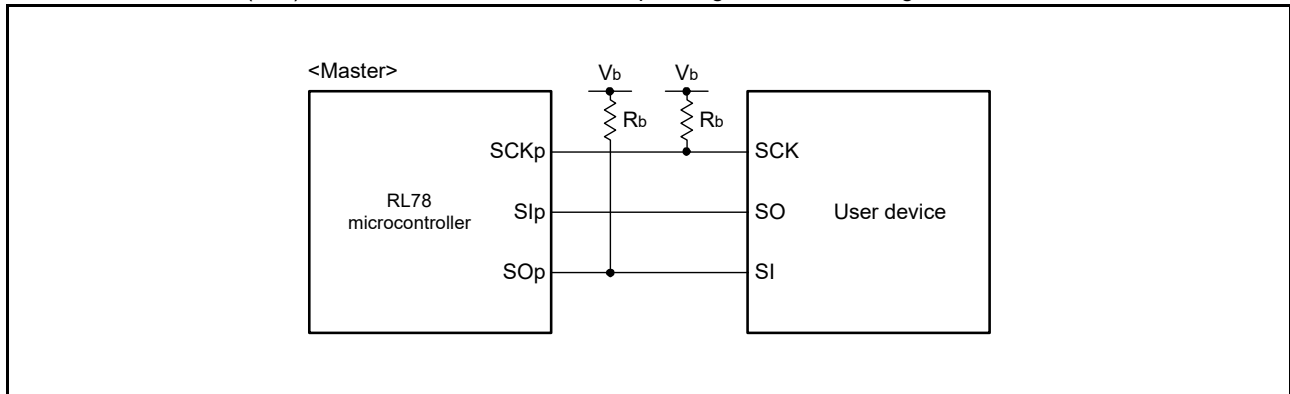 <Master>
Vb Vb
Rb Rb
SCKp SCK
RL78
microcontroller
SIp SO User device
SOp SI